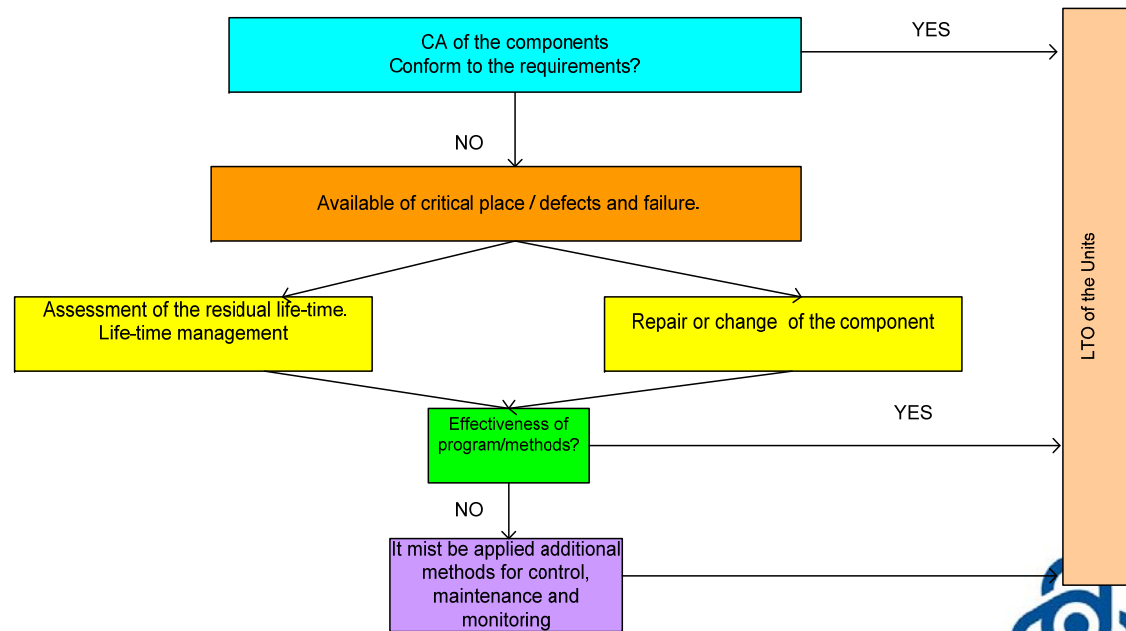 CA of the components
Conform to the requirements?
YES
NO
Available of critical place / defects and failure.
Assessment of the residual life-time.
Life-time management
Repair or change of the component
Effectiveness of
program/methods?
YES
NO
It mist be applied additional
methods for control,
maintenance and
monitoring
LTO of the Units